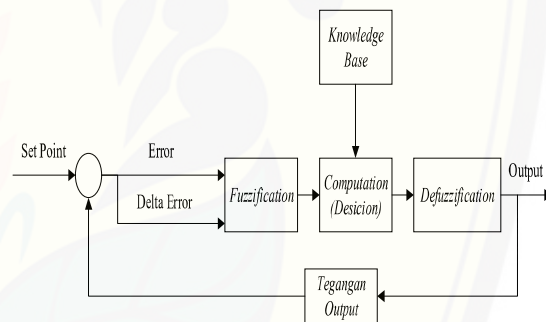 Knowledge
Base
Set Point
Error
Delta Error
Fuzzification
Computation
(Desicion)
Defuzzification
Output
Tegangan
Output